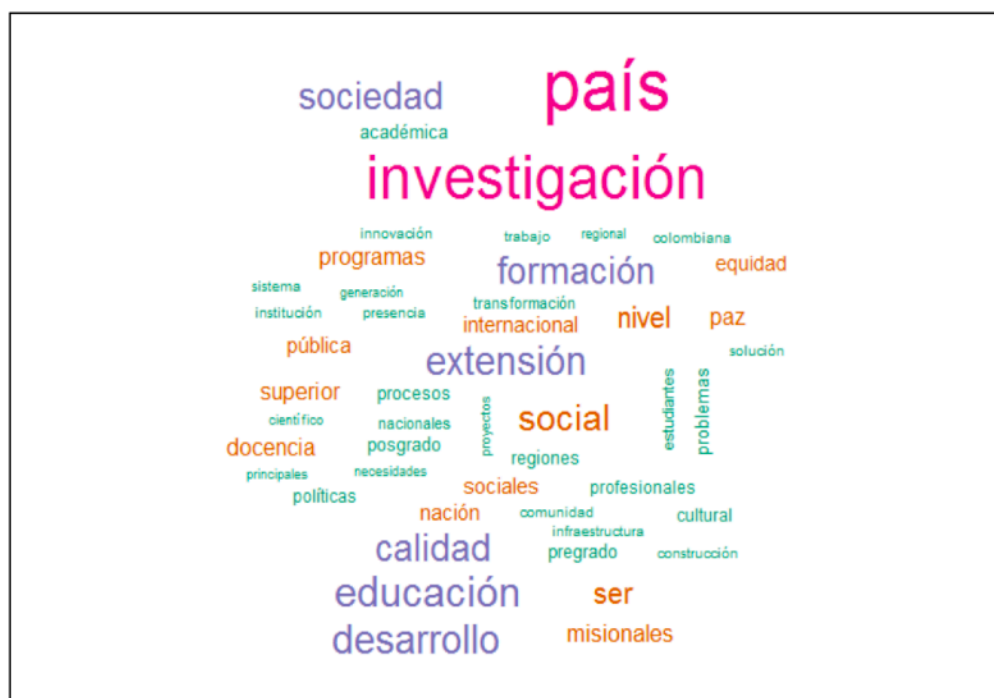 país
sociedad
académica
investigación
innovación trabajo regional colombiana
programas formación equidad
sistema generación
institución presencia transformación
internacional nivel paz
pública extensión solución
superior procesos
científico nacionales proyectos social estudiantes problemas
docencia posgrado regiones
principales necesidades
políticas sociales profesionales
nación comunidad cultural
infraestructura
calidad pregrado construcción
educación ser
desarrollo misionales